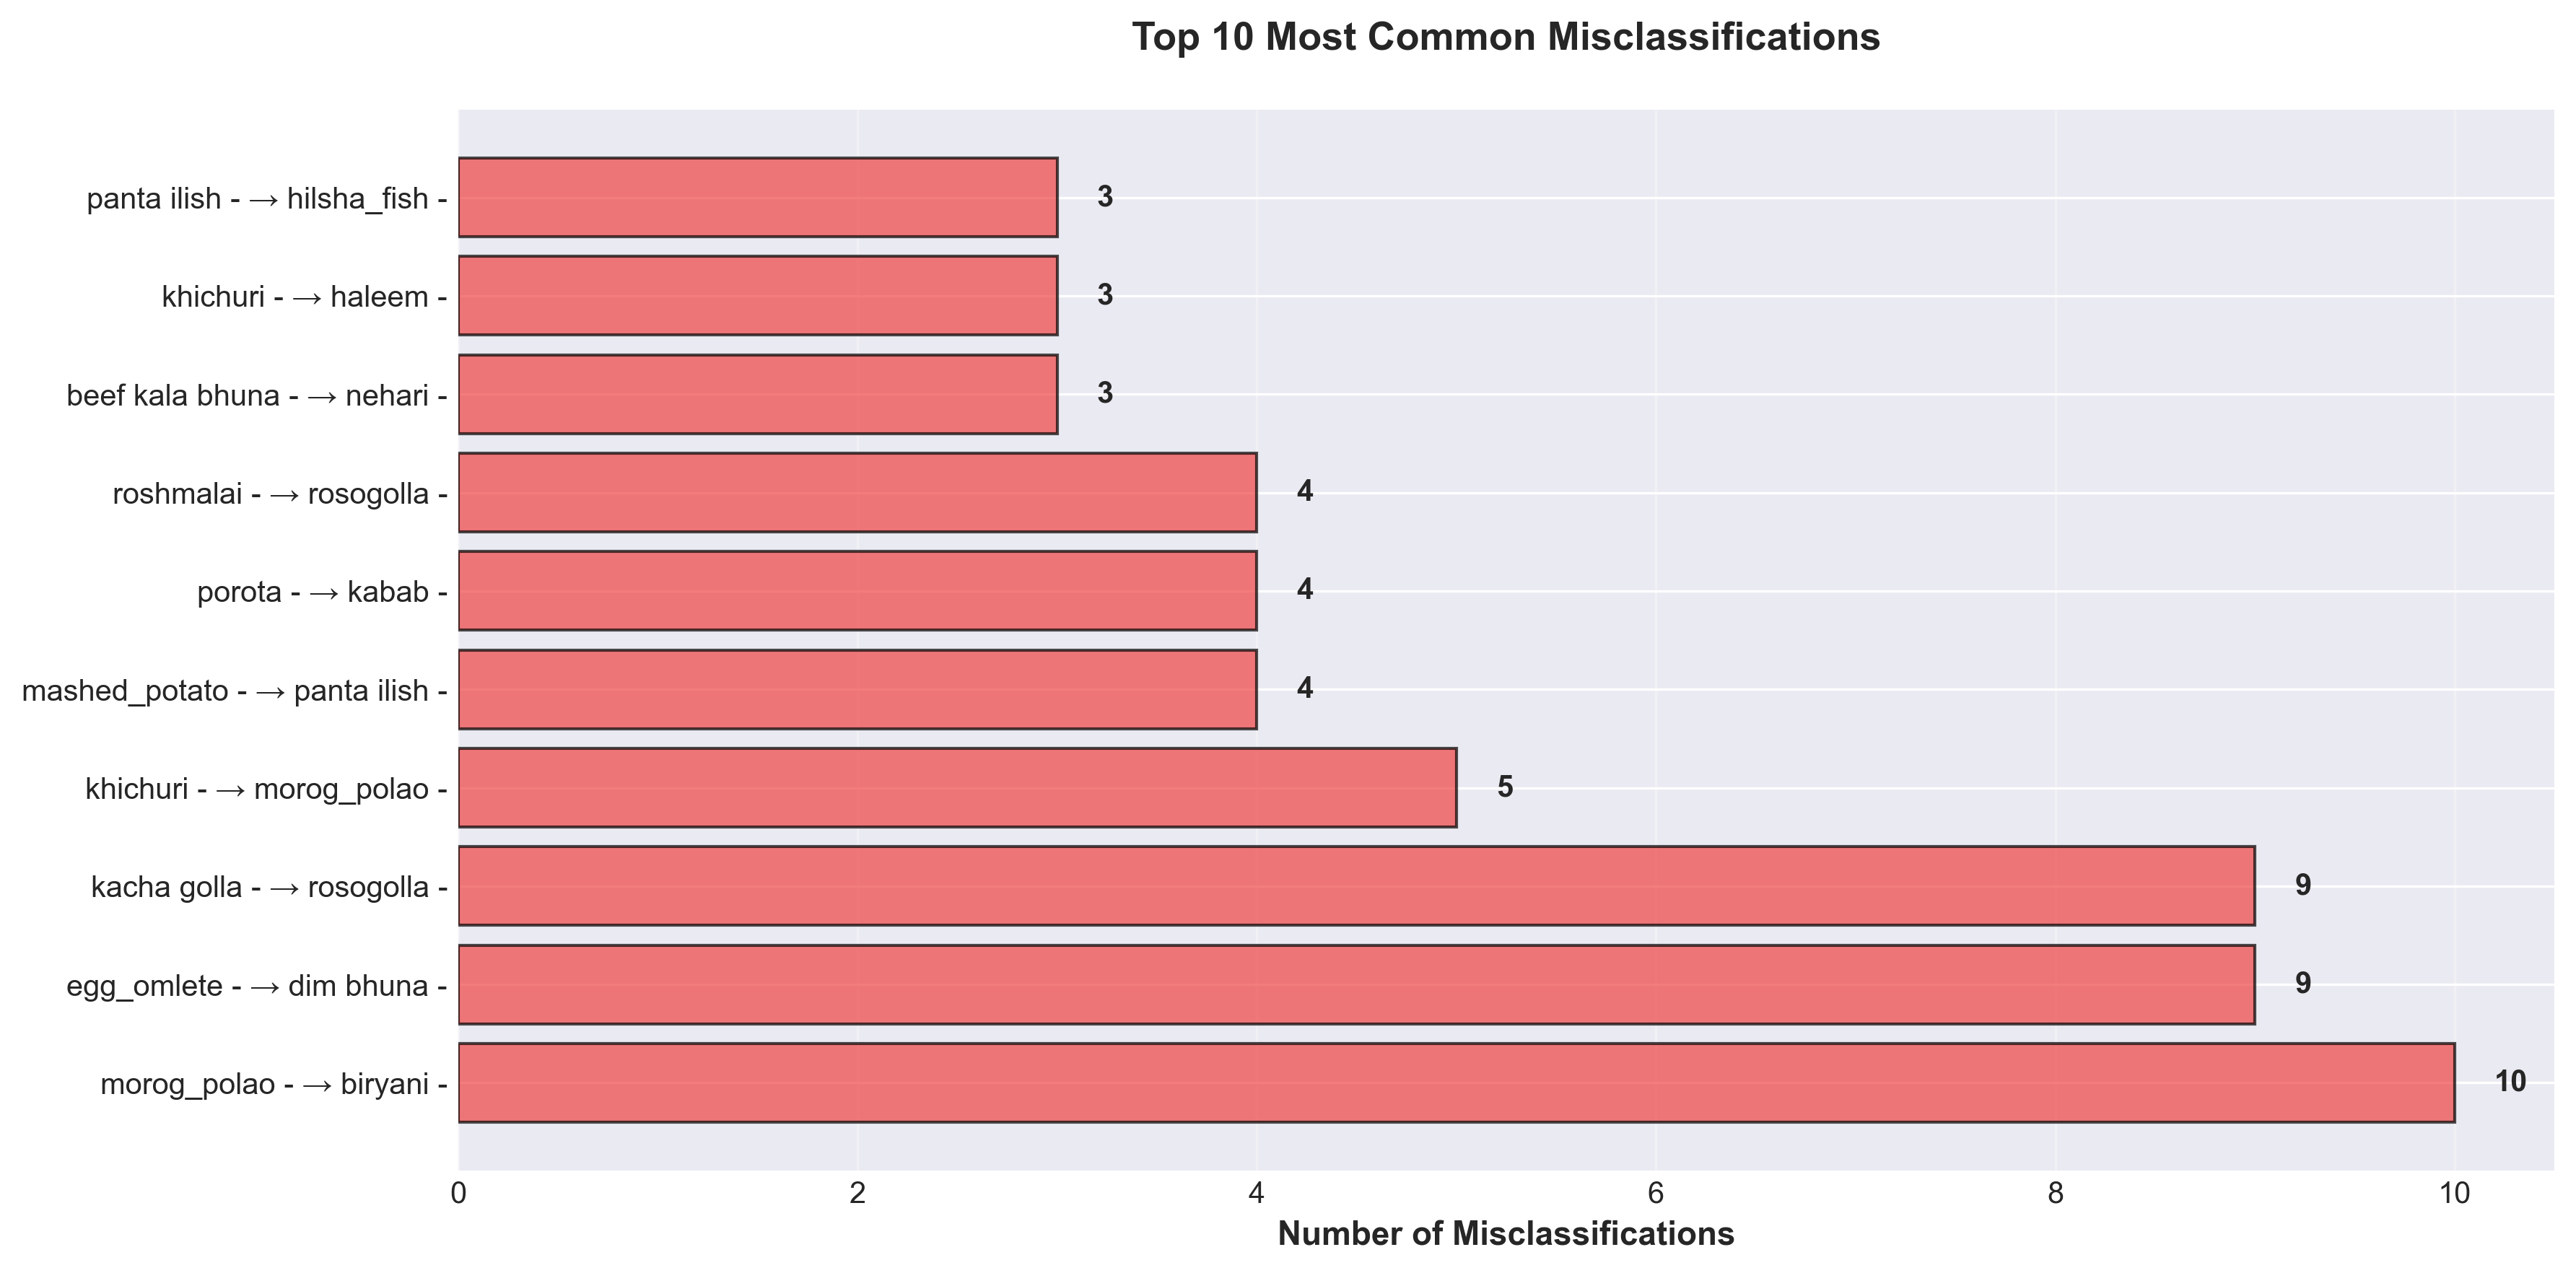 Top 10 Most Common Misclassifications
panta ilish - → hilsha_fish - 3
khichuri - → haleem - 3
beef kala bhuna - → nehari - 3
roshmalai - → rosogolla - 4
porota - → kabab - 4
mashed_potato - → panta ilish - 4
khichuri - → morog_polao - 5
kacha golla - → rosogolla - 9
egg_omlete - → dim bhuna - 9
morog_polao - → biryani - 10
0 2 4 6 8 10
Number of Misclassifications